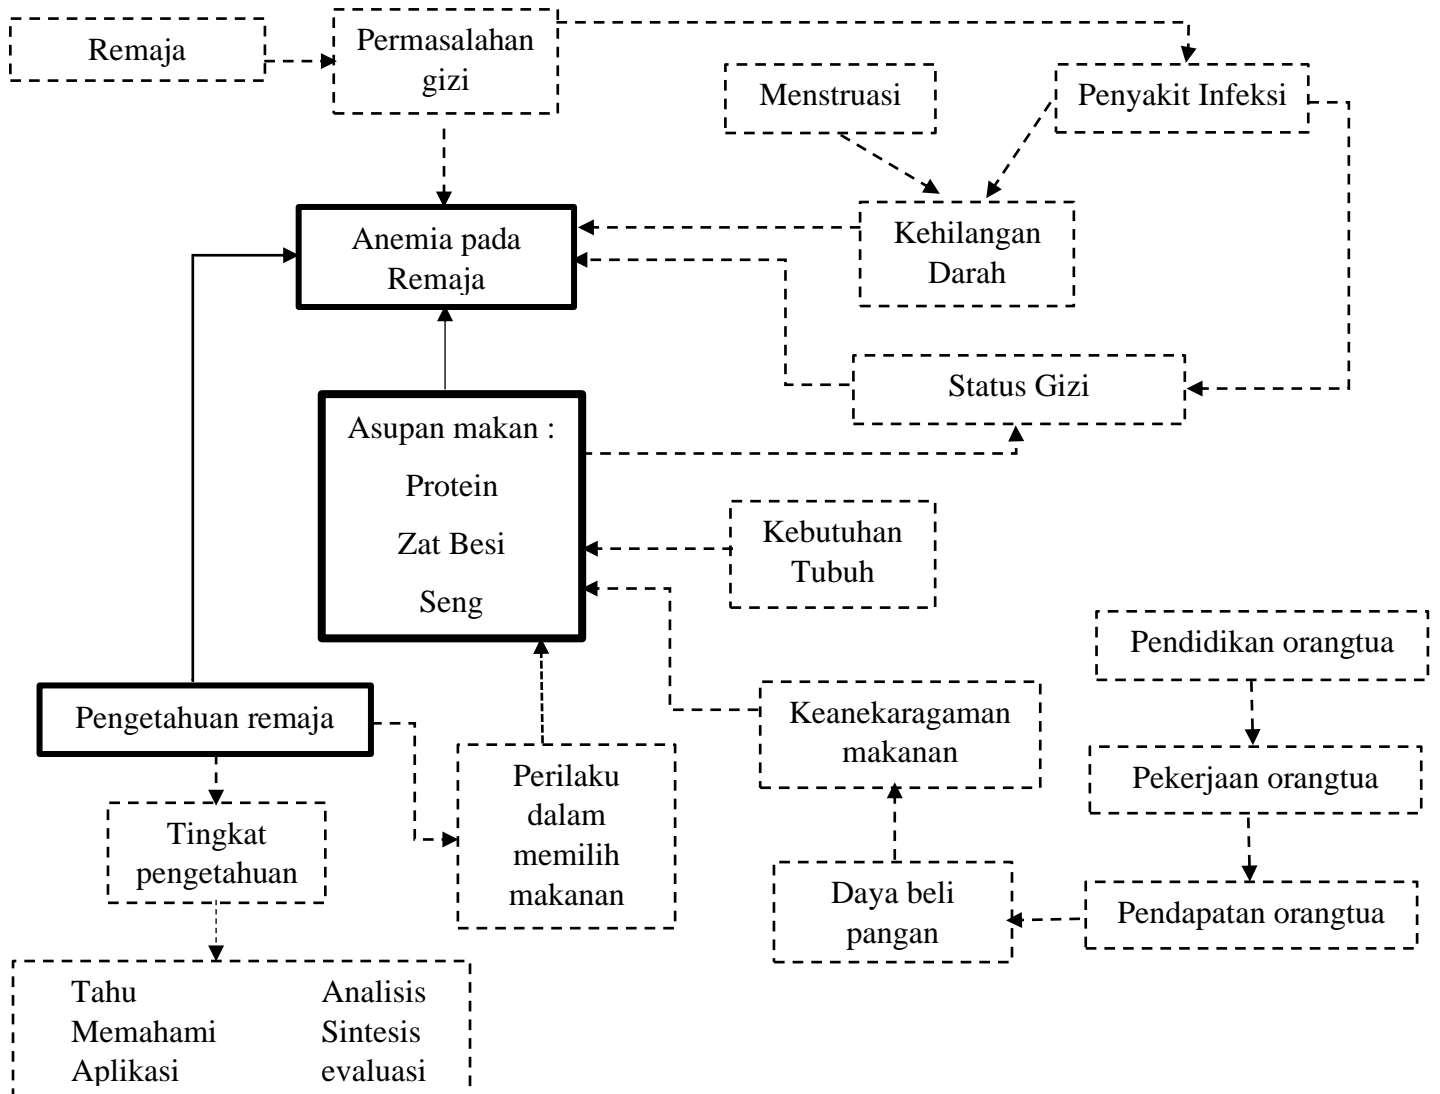 Remaja
Permasalahan
gizi
Menstruasi
Penyakit Infeksi
Anemia pada
Remaja
Kehilangan
Darah
Status Gizi
Asupan makan :
Protein
Zat Besi
Seng
Kebutuhan
Tubuh
Pendidikan orangtua
Pengetahuan remaja
Keanekaragaman
makanan
Perilaku
dalam
memilih
makanan
Pekerjaan orangtua
Tingkat
pengetahuan
Daya beli
pangan
Pendapatan orangtua
Tahu
Memahami
Aplikasi
Analisis
Sintesis
evaluasi